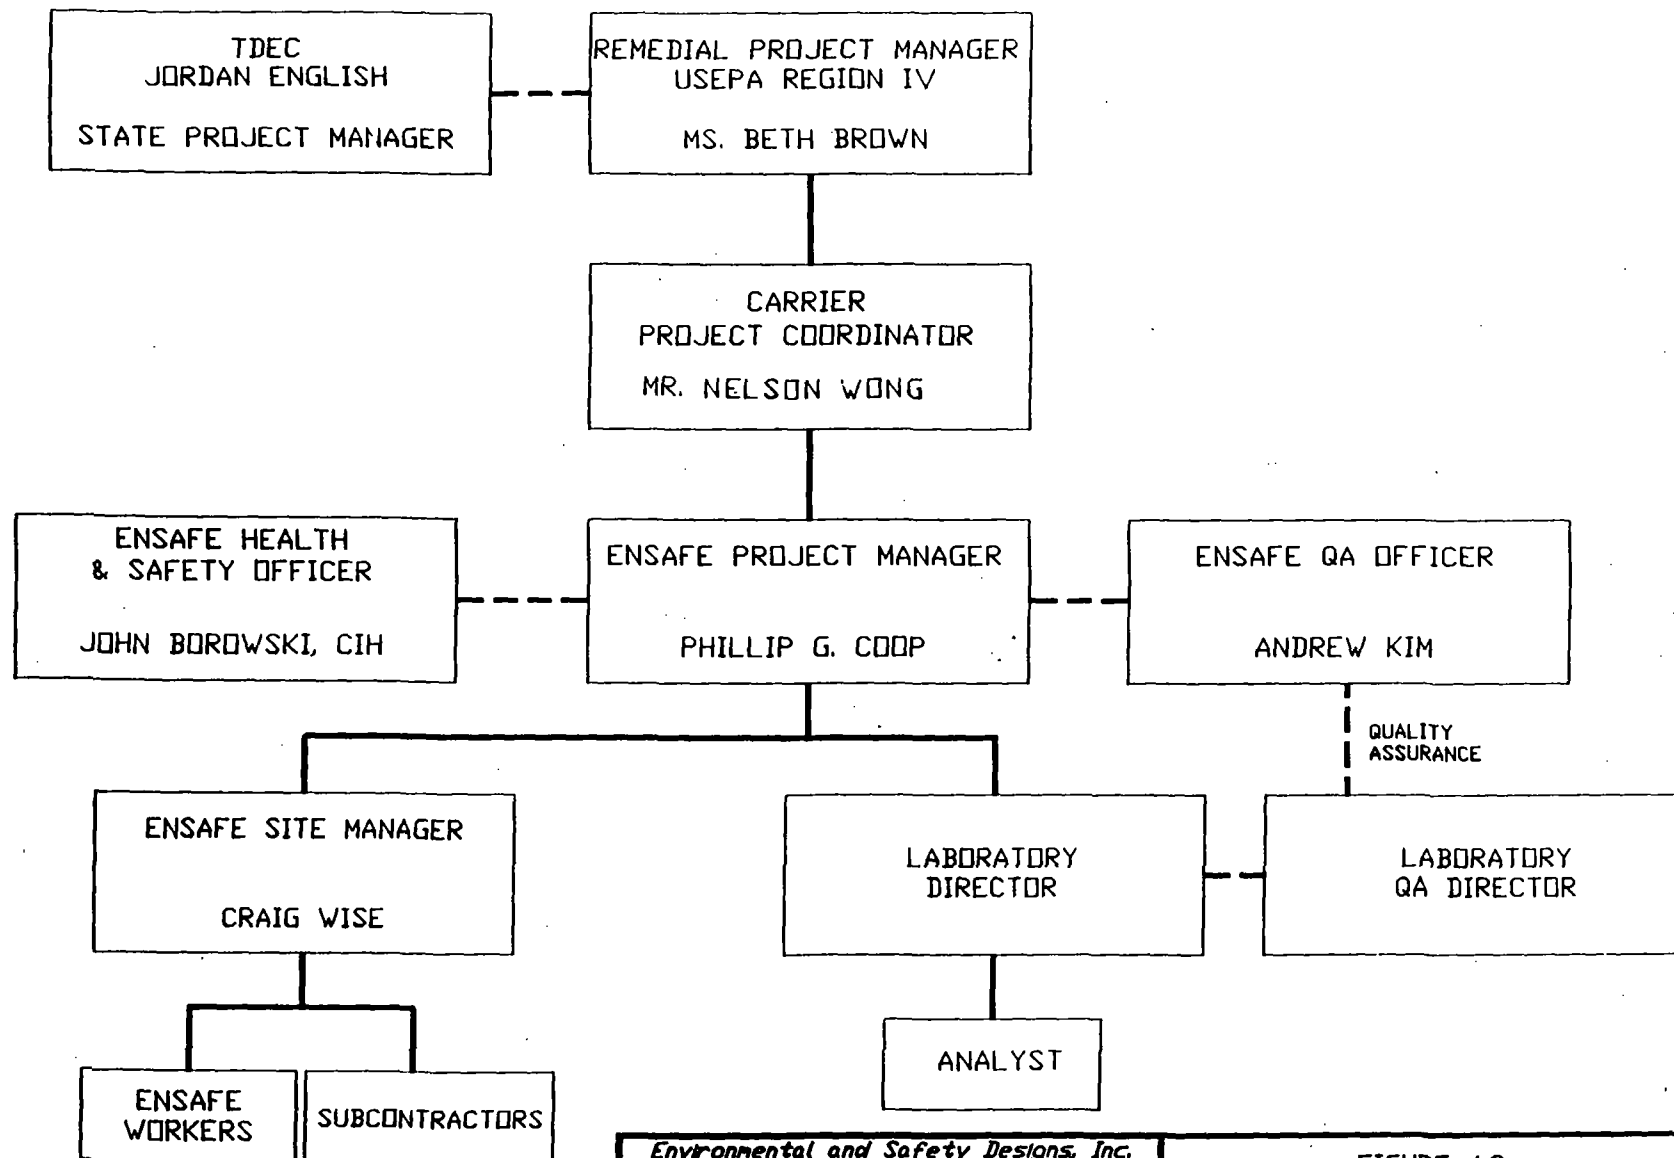 TDEC
JORDAN ENGLISH
STATE PROJECT MANAGER
REMEDIAL PROJECT MANAGER
USEPA REGION IV
MS. BETH BROWN
CARRIER
PROJECT COORDINATOR
MR. NELSON WONG
ENSAFE HEALTH
& SAFETY OFFICER
JOHN BOROWSKI, CIH
ENSAFE PROJECT MANAGER
PHILLIP G. COOP
ENSAFE QA OFFICER
ANDREW KIM
QUALITY
ASSURANCE
ENSAFE SITE MANAGER
CRAIG WISE
LABORATORY
DIRECTOR
LABORATORY
QA DIRECTOR
ENSAFE
WORKERS
SUBCONTRACTORS
ANALYST
Environmental and Safety Designs, Inc.
FIGURE